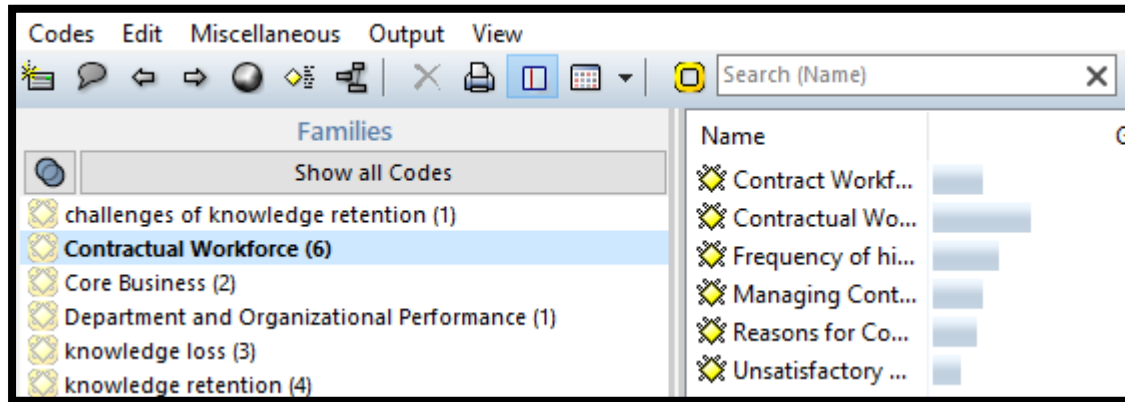 Codes Edit Miscellaneous Output View
Search (Name)
Families
Show all Codes
challenges of knowledge retention (1)
Contractual Workforce (6)
Core Business (2)
Department and Organizational Performance (1)
knowledge loss (3)
knowledge retention (4)
Name
Contract Workf...
Contractual Wo...
Frequency of hi...
Managing Cont...
Reasons for Co...
Unsatisfactory ...